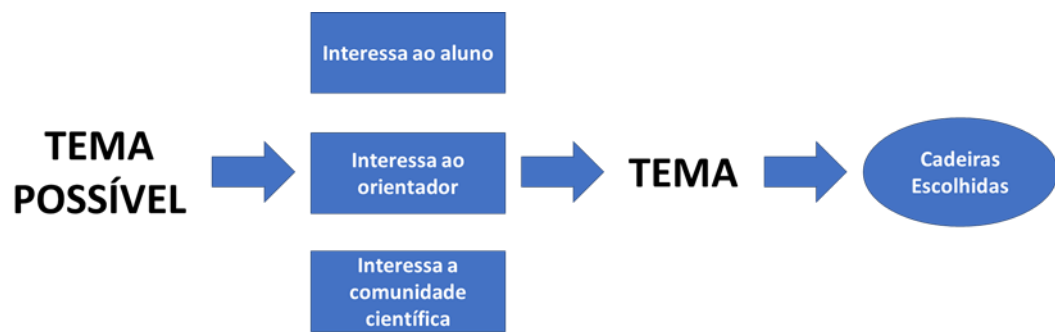 Interessa ao aluno
TEMA
POSSÍVEL
Interessa ao
orientador
TEMA
Cadeiras
Escolhidas
Interessa a
comunidade
científica